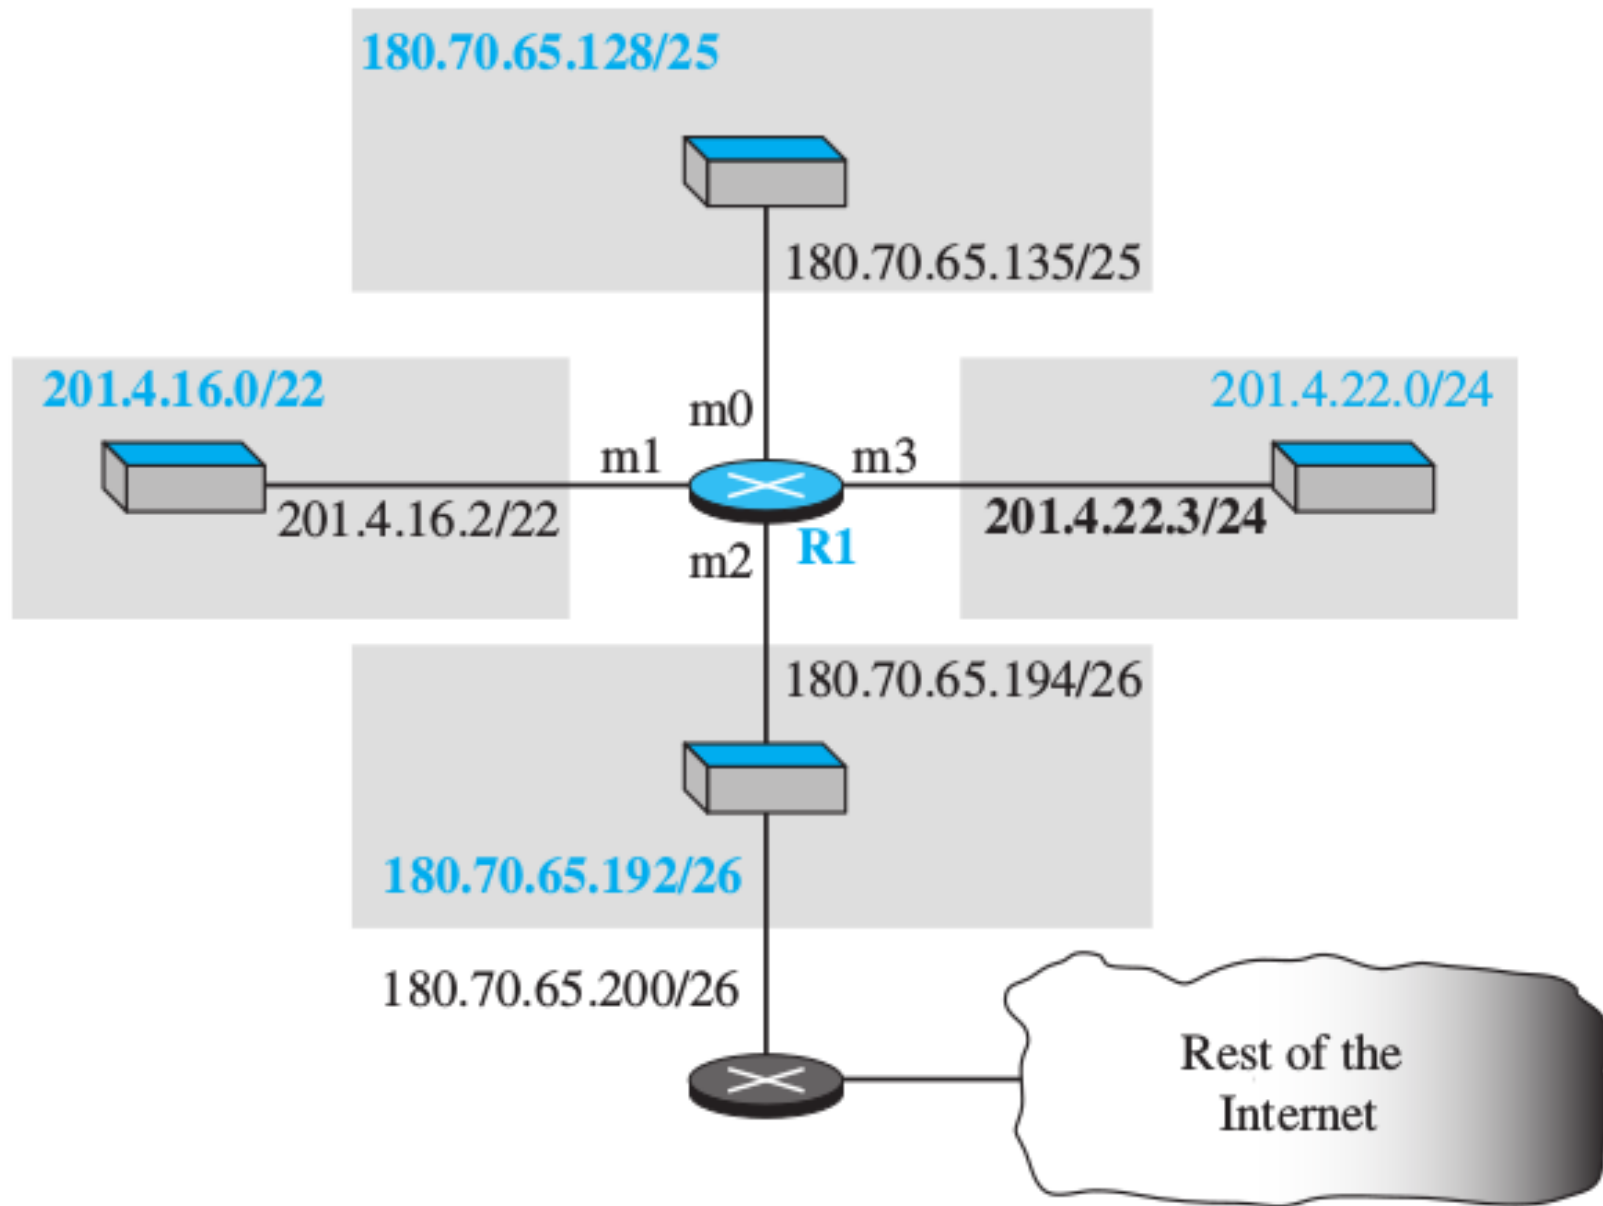 180.70.65.128/25
180.70.65.135/25
201.4.16.0/22
201.4.22.0/24
m0
m1
m3
201.4.16.2/22
201.4.22.3/24
R1
m2
180.70.65.194/26
180.70.65.192/26
180.70.65.200/26
Rest of the
Internet